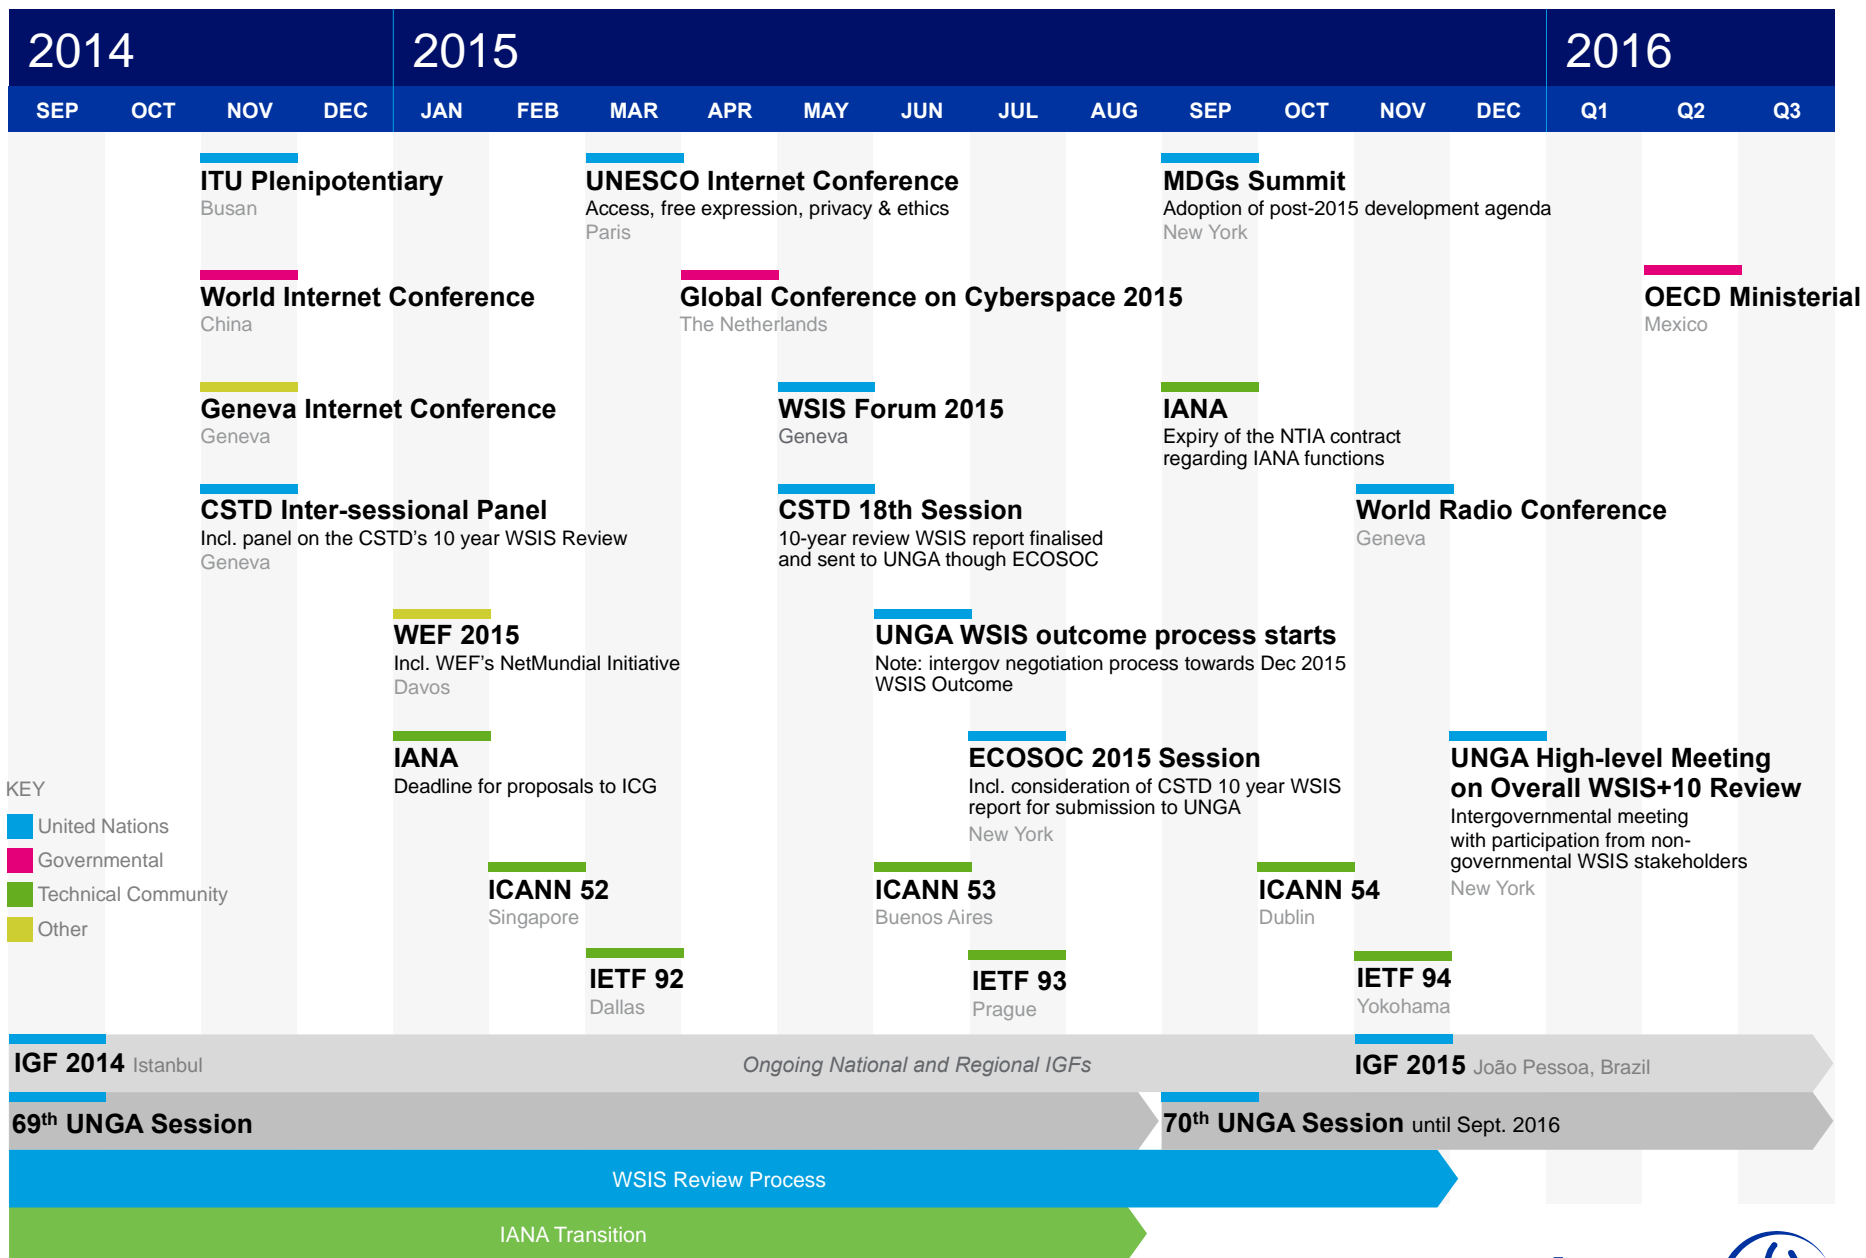 2014 2015 2016
SEP OCT NOV DEC JAN FEB MAR APR MAY JUN JUL AUG SEP OCT NOV DEC Q1 Q2 Q3
ITU Plenipotentiary
Busan
UNESCO Internet Conference
Access, free expression, privacy & ethics
Paris
MDGs Summit
Adoption of post-2015 development agenda
New York
World Internet Conference
China
Global Conference on Cyberspace 2015
The Netherlands
OECD Ministerial
Mexico
Geneva Internet Conference
Geneva
WSIS Forum 2015
Geneva
IANA
Expiry of the NTIA contract
regarding IANA functions
CSTD Inter-sessional Panel
Incl. panel on the CSTD's 10 year WSIS Review
Geneva
CSTD 18th Session
10-year review WSIS report finalised
and sent to UNGA though ECOSOC
World Radio Conference
Geneva
WEF 2015
Incl. WEF's NetMundial Initiative
Davos
UNGA WSIS outcome process starts
Note: intergov negotiation process towards Dec 2015
WSIS Outcome
IANA
Deadline for proposals to ICG
ECOSOC 2015 Session
Incl. consideration of CSTD 10 year WSIS
report for submission to UNGA
New York
UNGA High-level Meeting
on Overall WSIS+10 Review
Intergovernmental meeting
with participation from non-
governmental WSIS stakeholders
New York
KEY
United Nations
Governmental
Technical Community
Other
ICANN 52
Singapore
ICANN 53
Buenos Aires
ICANN 54
Dublin
IETF 92
Dallas
IETF 93
Prague
IETF 94
Yokohama
IGF 2014 Istanbul
Ongoing National and Regional IGFs
IGF 2015 João Pessoa, Brazil
69th UNGA Session
70th UNGA Session until Sept. 2016
WSIS Review Process
IANA Transition